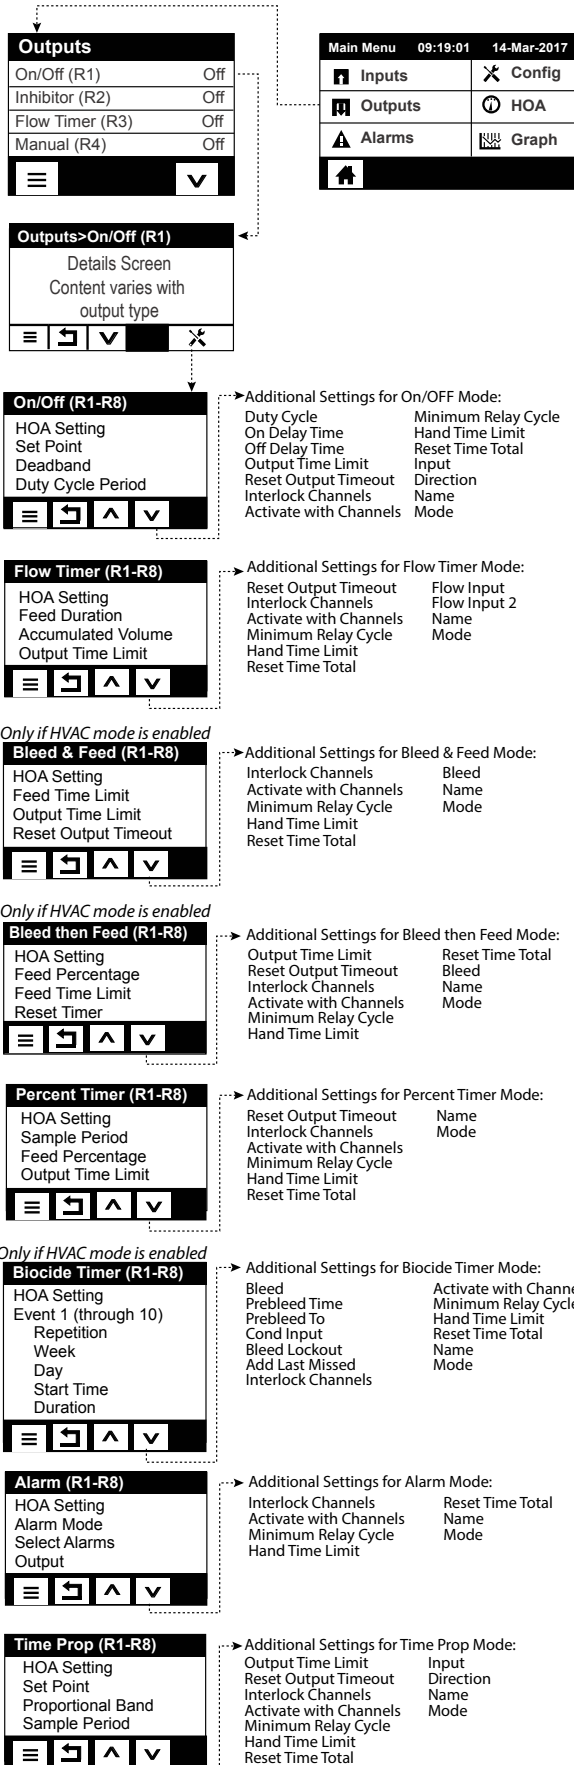 Outputs
On/Off (R1) Off
Inhibitor (R2) Off
Flow Timer (R3) Off
Manual (R4) Off
Main Menu 09:19:01 14-Mar-2017
Inputs Config
Outputs HOA
Alarms Graph
Outputs>On/Off (R1)
Details Screen
Content varies with
output type
On/Off (R1-R8)
HOA Setting
Set Point
Deadband
Duty Cycle Period
Additional Settings for On/OFF Mode:
Duty Cycle Minimum Relay Cycle
On Delay Time Hand Time Limit
Off Delay Time Reset Time Total
Output Time Limit Input
Reset Output Timeout Direction
Interlock Channels Name
Activate with Channels Mode
Flow Timer (R1-R8)
HOA Setting
Feed Duration
Accumulated Volume
Output Time Limit
Additional Settings for Flow Timer Mode:
Reset Output Timeout Flow Input
Interlock Channels Flow Input 2
Activate with Channels Name
Minimum Relay Cycle Mode
Hand Time Limit
Reset Time Total
Only if HVAC mode is enabled
Bleed & Feed (R1-R8)
HOA Setting
Feed Time Limit
Output Time Limit
Reset Output Timeout
Additional Settings for Bleed & Feed Mode:
Interlock Channels Bleed
Activate with Channels Name
Minimum Relay Cycle Mode
Hand Time Limit
Reset Time Total
Only if HVAC mode is enabled
Bleed then Feed (R1-R8)
HOA Setting
Feed Percentage
Feed Time Limit
Reset Timer
Additional Settings for Bleed then Feed Mode:
Output Time Limit Reset Time Total
Reset Output Timeout Bleed
Interlock Channels Name
Activate with Channels Mode
Minimum Relay Cycle
Hand Time Limit
Percent Timer (R1-R8)
HOA Setting
Sample Period
Feed Percentage
Output Time Limit
Additional Settings for Percent Timer Mode:
Reset Output Timeout Name
Interlock Channels Mode
Activate with Channels
Minimum Relay Cycle
Hand Time Limit
Reset Time Total
Only if HVAC mode is enabled
Biocide Timer (R1-R8)
HOA Setting
Event 1 (through 10)
Repetition
Week
Day
Start Time
Duration
Additional Settings for Biocide Timer Mode:
Bleed Activate with Channe
Prebleed Time Minimum Relay Cycle
Prebleed To Hand Time Limit
Cond Input Reset Time Total
Bleed Lockout Name
Add Last Missed Mode
Interlock Channels
Alarm (R1-R8)
HOA Setting
Alarm Mode
Select Alarms
Output
Additional Settings for Alarm Mode:
Interlock Channels Reset Time Total
Activate with Channels Name
Minimum Relay Cycle Mode
Hand Time Limit
Time Prop (R1-R8)
HOA Setting
Set Point
Proportional Band
Sample Period
Additional Settings for Time Prop Mode:
Output Time Limit Input
Reset Output Timeout Direction
Interlock Channels Name
Activate with Channels Mode
Minimum Relay Cycle
Hand Time Limit
Reset Time Total